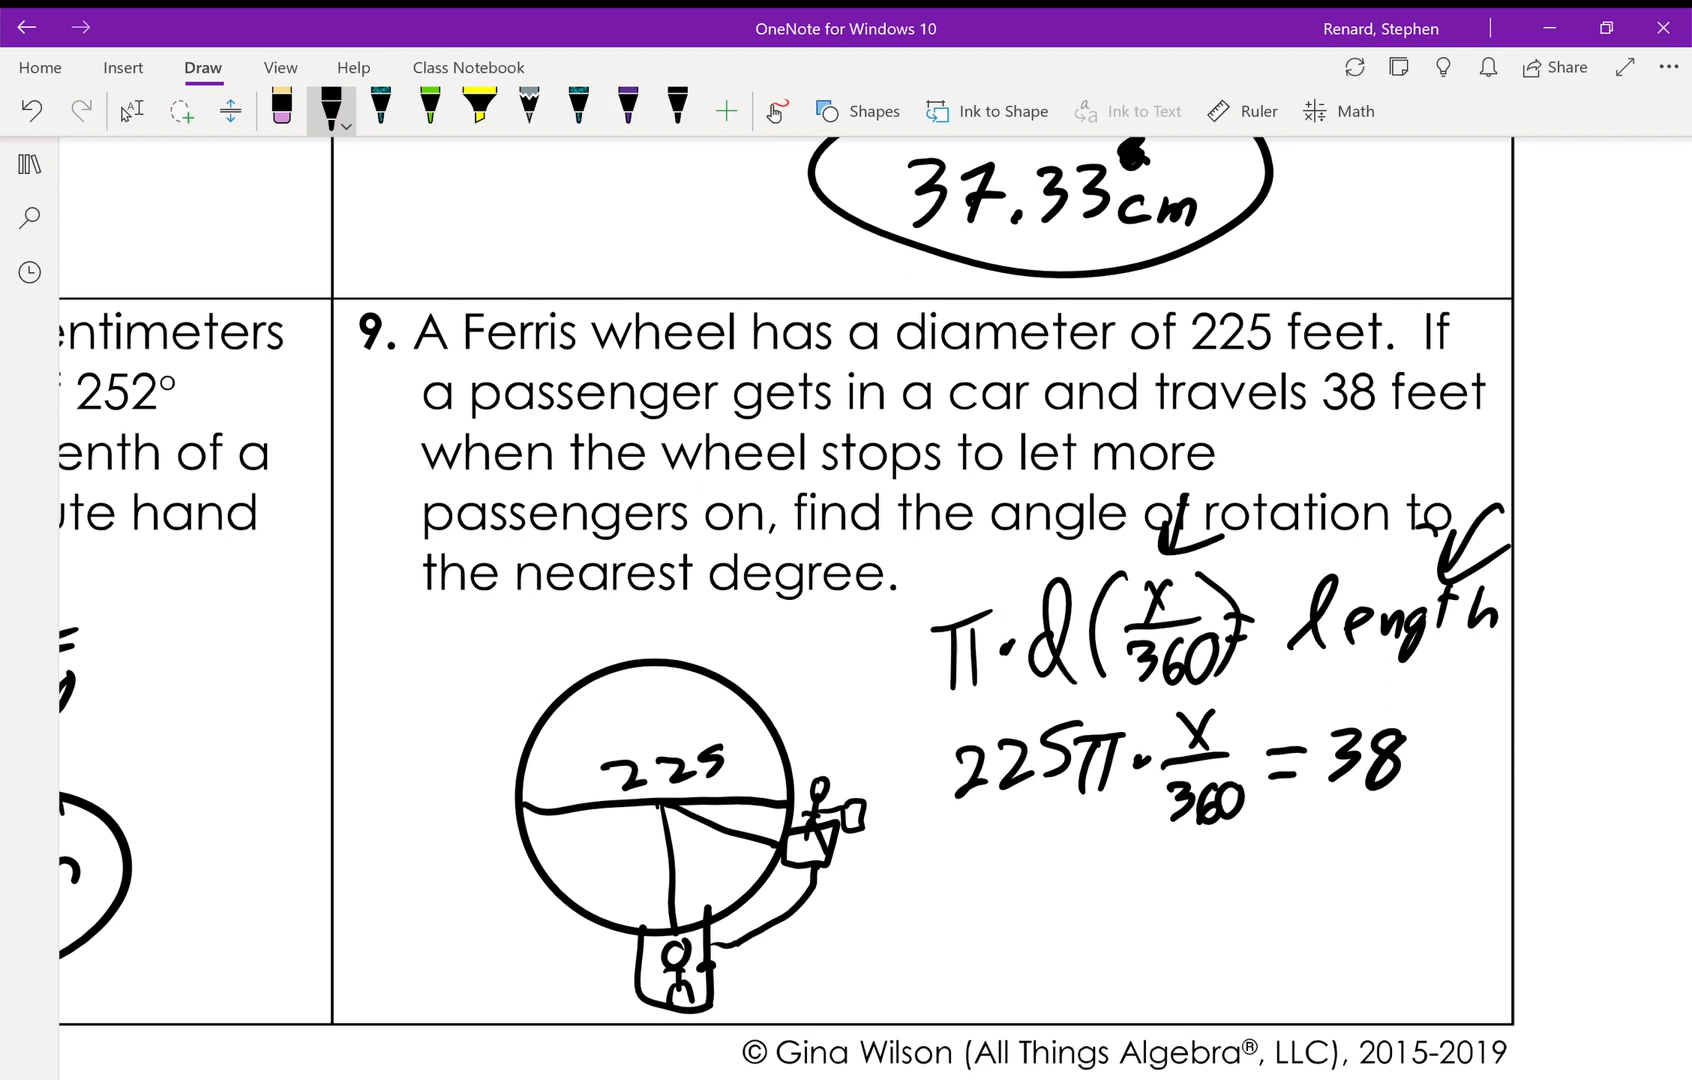 OneNote for Windows 10
Renard, Stephen
Home Insert Draw View Help Class Notebook
Share
Shapes Ink to Shape Ink to Text Ruler Math
37.33 cm
entimeters
252°
enth of a
ute hand
9. A Ferris wheel has a diameter of 225 feet. If
a passenger gets in a car and travels 38 feet
when the wheel stops to let more
passengers on, find the angle of rotation to
the nearest degree.
π·d(x/360) = length
225π·x/360 = 38
225
© Gina Wilson (All Things Algebra®, LLC), 2015-2019